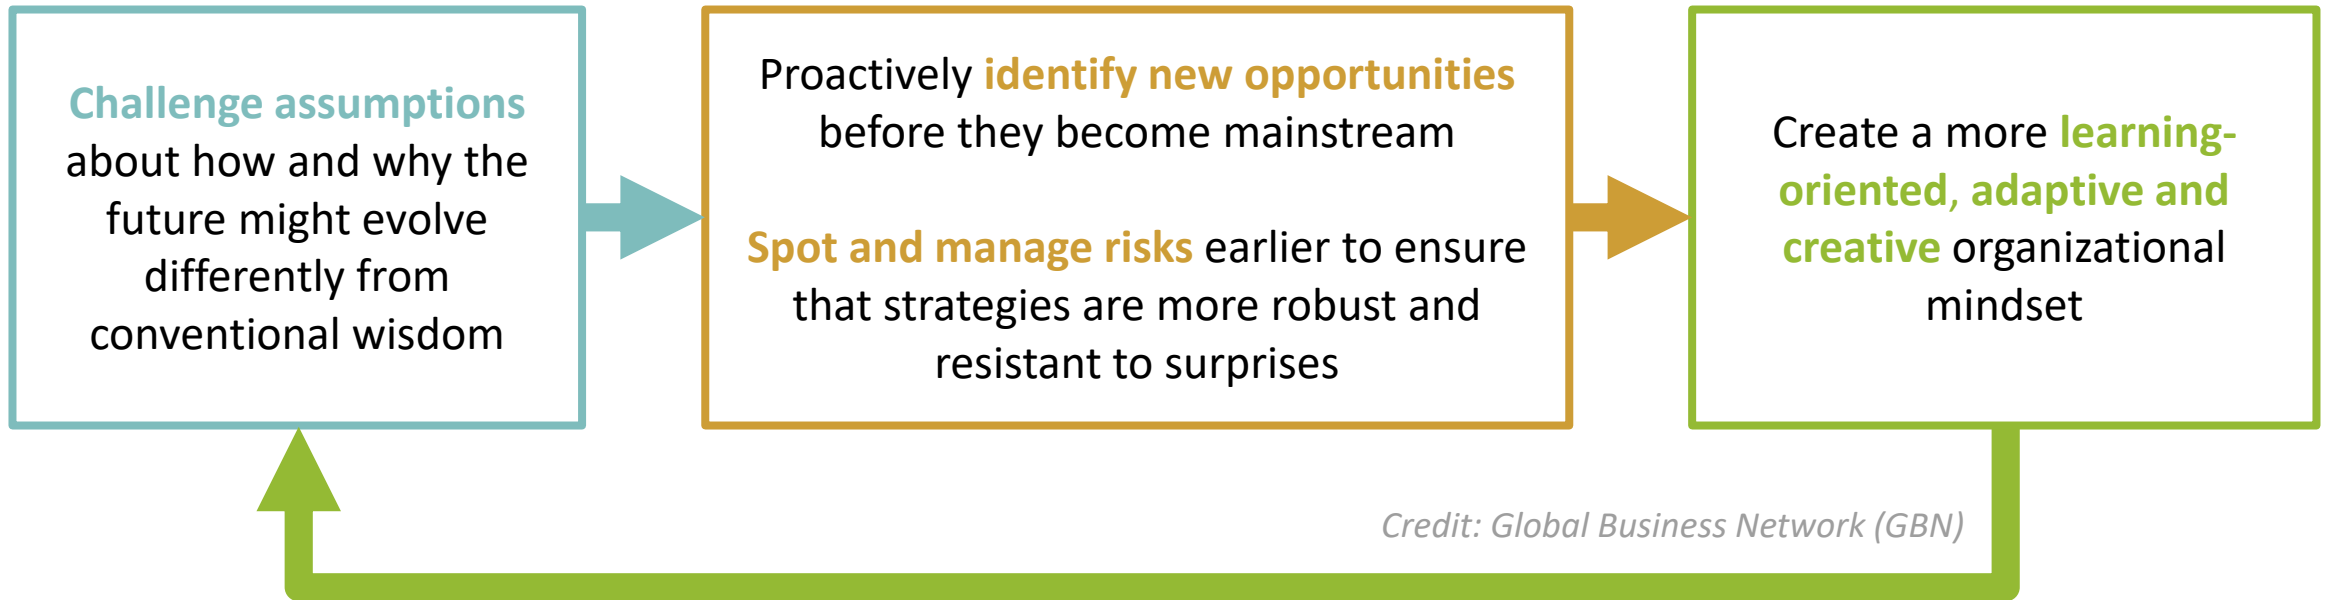 Challenge assumptions
about how and why the
future might evolve
differently from
conventional wisdom
Proactively identify new opportunities
before they become mainstream
Spot and manage risks earlier to ensure
that strategies are more robust and
resistant to surprises
Create a more learning-
oriented, adaptive and
creative organizational
mindset
Credit: Global Business Network (GBN)